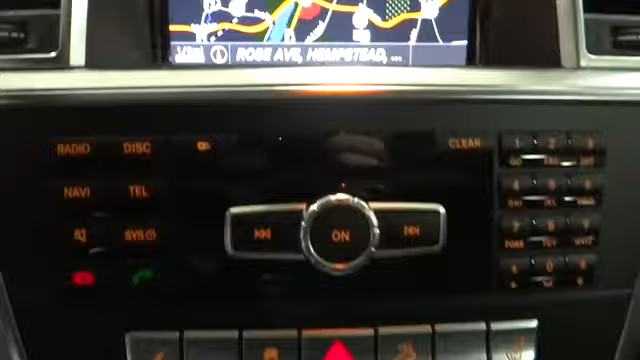 ROSE AVE, HEMPSTEAD, ...
RADIO DISC CLEAR 1 2 3
NAVI TEL 4 5 6
SYS 7 8 9
ON
0